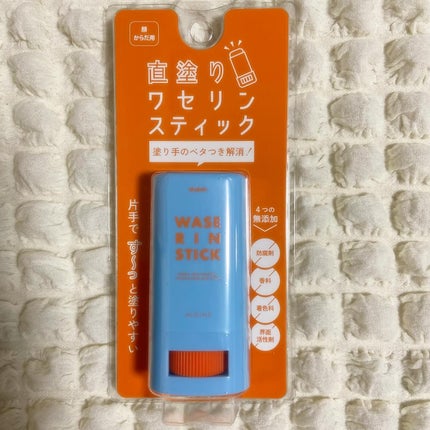 顔
からだ用
直塗り
ワセリン
スティック
塗り手のベタつき解消！
片手で す〜っと塗りやすい
4つの
無添加
防腐剤
香料
着色料
界面
活性剤
WASE
RIN
STICK